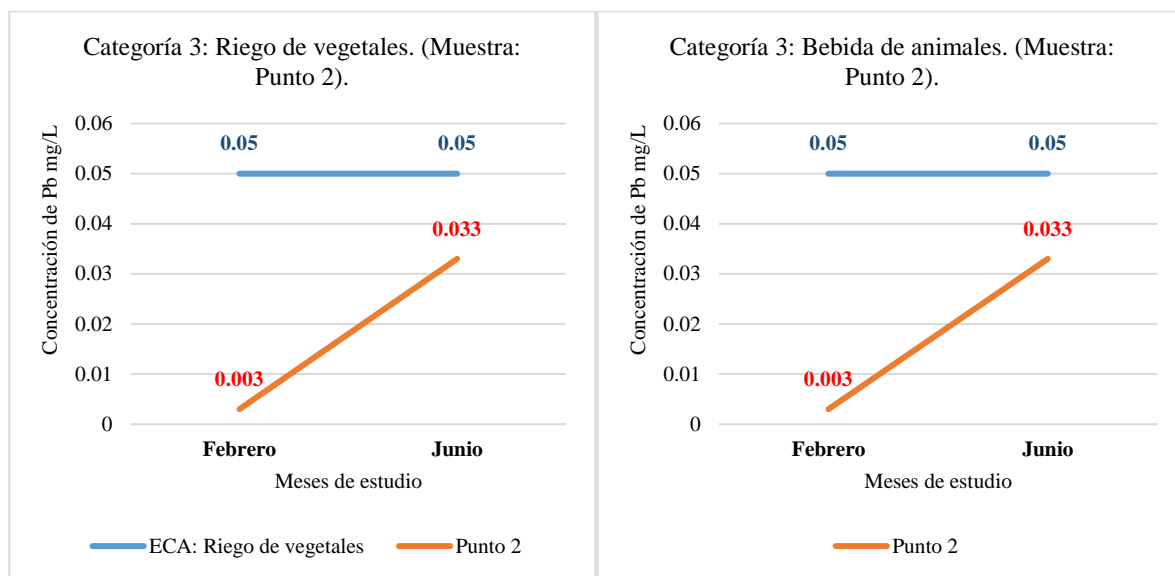 Categoría 3: Riego de vegetales. (Muestra:
Punto 2).
Concentración de Pb mg/L
0.06
0.05
0.04
0.03
0.02
0.01
0
0.05
0.05
0.033
0.003
Febrero
Junio
Meses de estudio
ECA: Riego de vegetales
Punto 2
Categoría 3: Bebida de animales. (Muestra:
Punto 2).
Concentración de Pb mg/L
0.06
0.05
0.04
0.03
0.02
0.01
0
0.05
0.05
0.033
0.003
Febrero
Junio
Meses de estudio
Punto 2